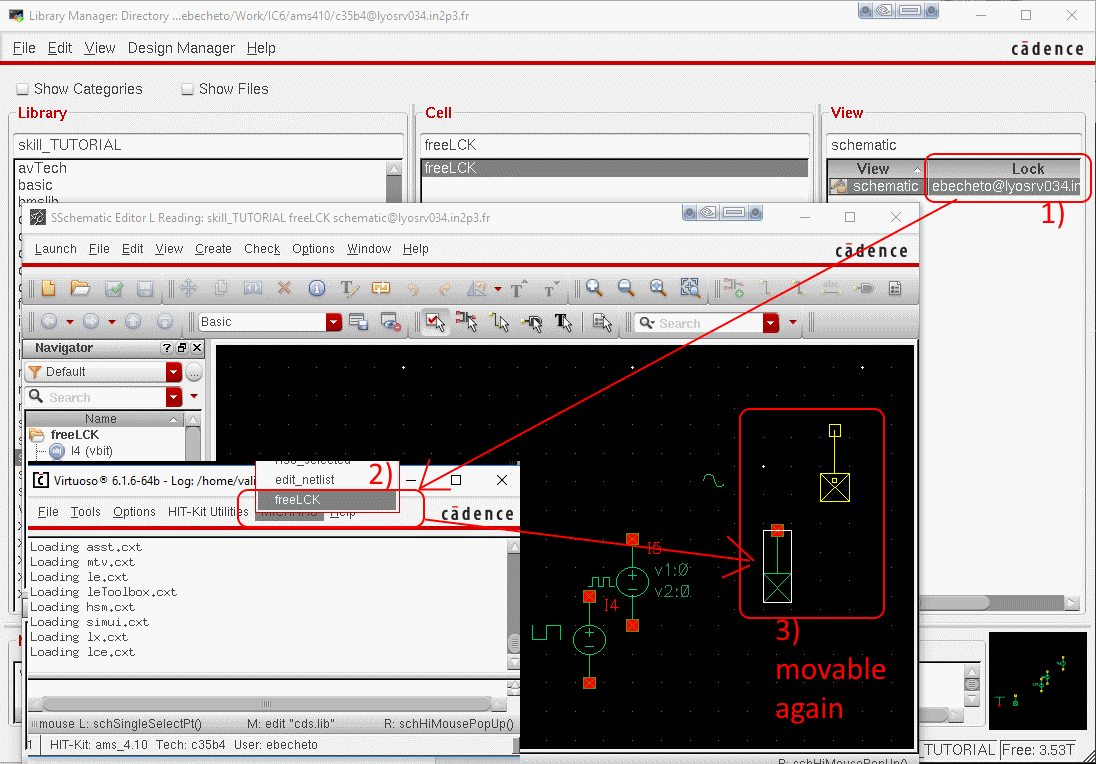 Library Manager: Directory ...ebecheto/Work/IC6/ams410/c35b4@lyosrv034.in2p3.fr
File Edit View Design Manager Help
cādence
Show Categories Show Files
Library Cell View
skill_TUTORIAL freeLCK schematic
avTech freeLCK View Lock
basic schematic ebecheto@lyosrv034.in
1)
SSchematic Editor L Reading: skill_TUTORIAL freeLCK schematic@lyosrv034.in2p3.fr
Launch File Edit View Create Check Options Window Help
cādence
Basic Search
Navigator
Default
Search
Name
freeLCK
I4 (vbit)
2)
edit_netlist
freeLCK
Virtuoso® 6.1.6-64b - Log: /home/vali
File Tools Options HIT-Kit Utilities Help
cādence
Loading asst.cxt
Loading mtv.cxt
Loading le.cxt
Loading leToolbox.cxt
Loading hsm.cxt
Loading simui.cxt
Loading lx.cxt
Loading lce.cxt
mouse L: schSingleSelectPt() M: edit "cds.lib" R: schHiMousePopUp()
1 HIT-Kit: ams_4.10 Tech: c35b4 User: ebecheto
I5
v1:0
v2:0
I4
3)
movable
again
TUTORIAL Free: 3.53T
R: schHiMousePopUp()